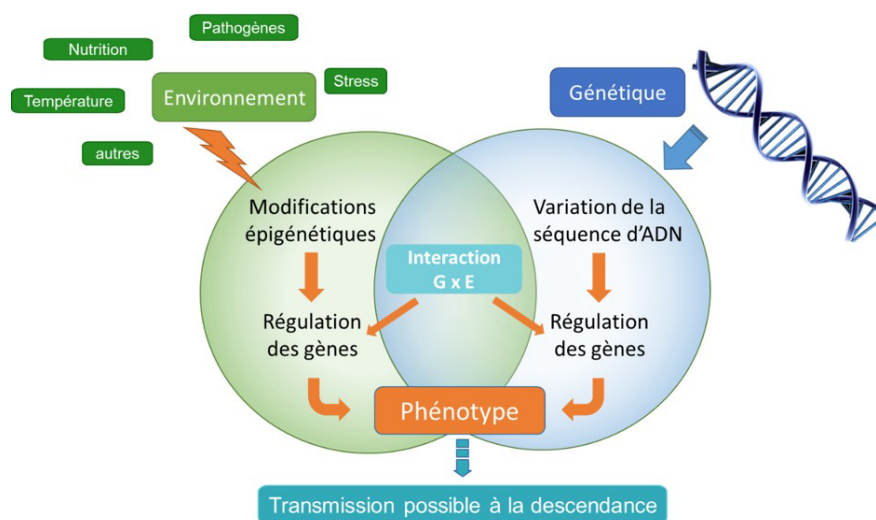 Pathogènes
Nutrition
Stress
Température
Environnement
Génétique
autres
Modifications
épigénétiques
Variation de la
séquence d'ADN
Interaction
G x E
Régulation
des gènes
Régulation
des gènes
Phénotype
Transmission possible à la descendance